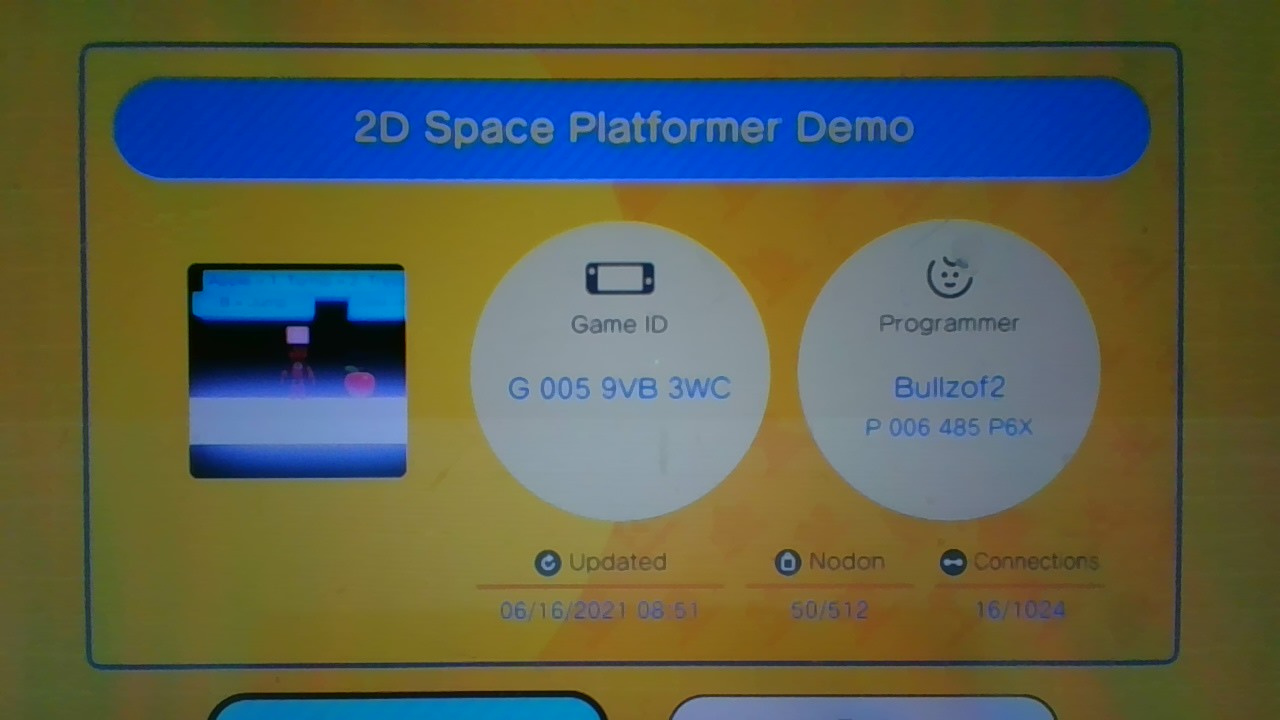 2D Space Platformer Demo
Game ID
G 005 9VB 3WC
Programmer
Bullzof2
P 006 485 P6X
Updated
06/16/2021 08:51
Nodon
50/512
Connections
16/1024